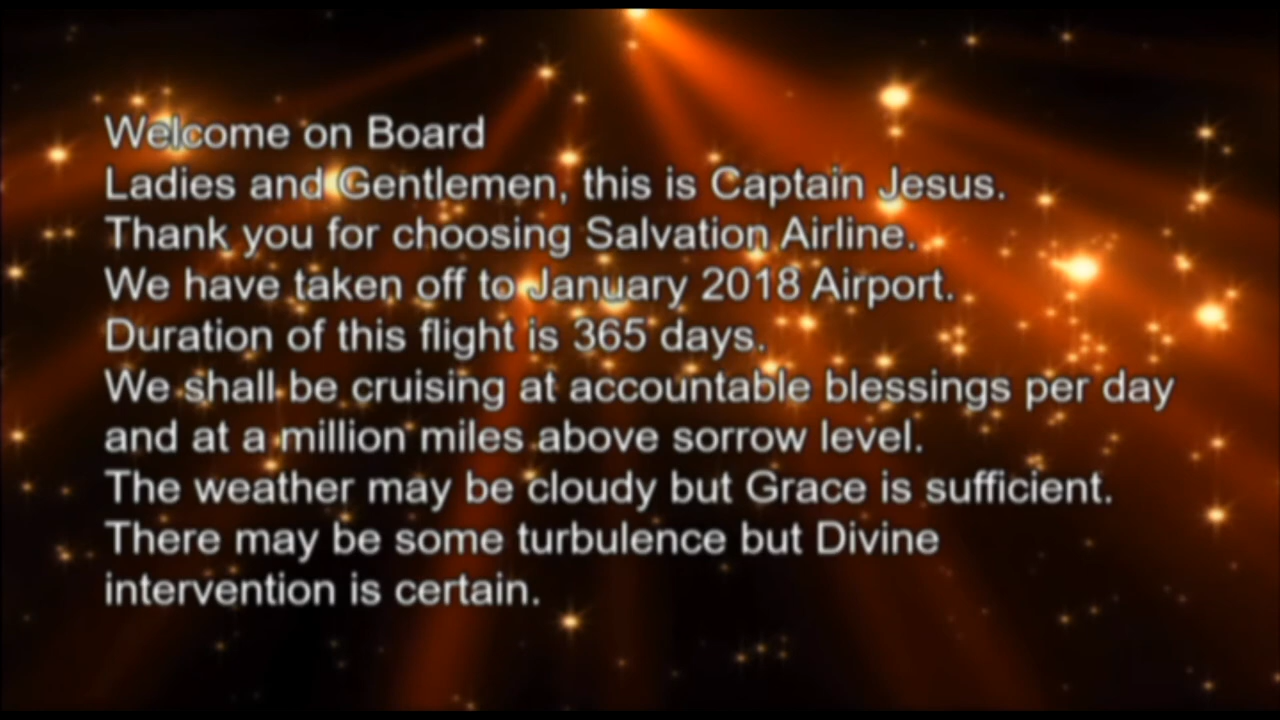 Welcome on Board
Ladies and Gentlemen, this is Captain Jesus.
Thank you for choosing Salvation Airline.
We have taken off to January 2018 Airport.
Duration of this flight is 365 days.
We shall be cruising at accountable blessings per day
and at a million miles above sorrow level.
The weather may be cloudy but Grace is sufficient.
There may be some turbulence but Divine
intervention is certain.